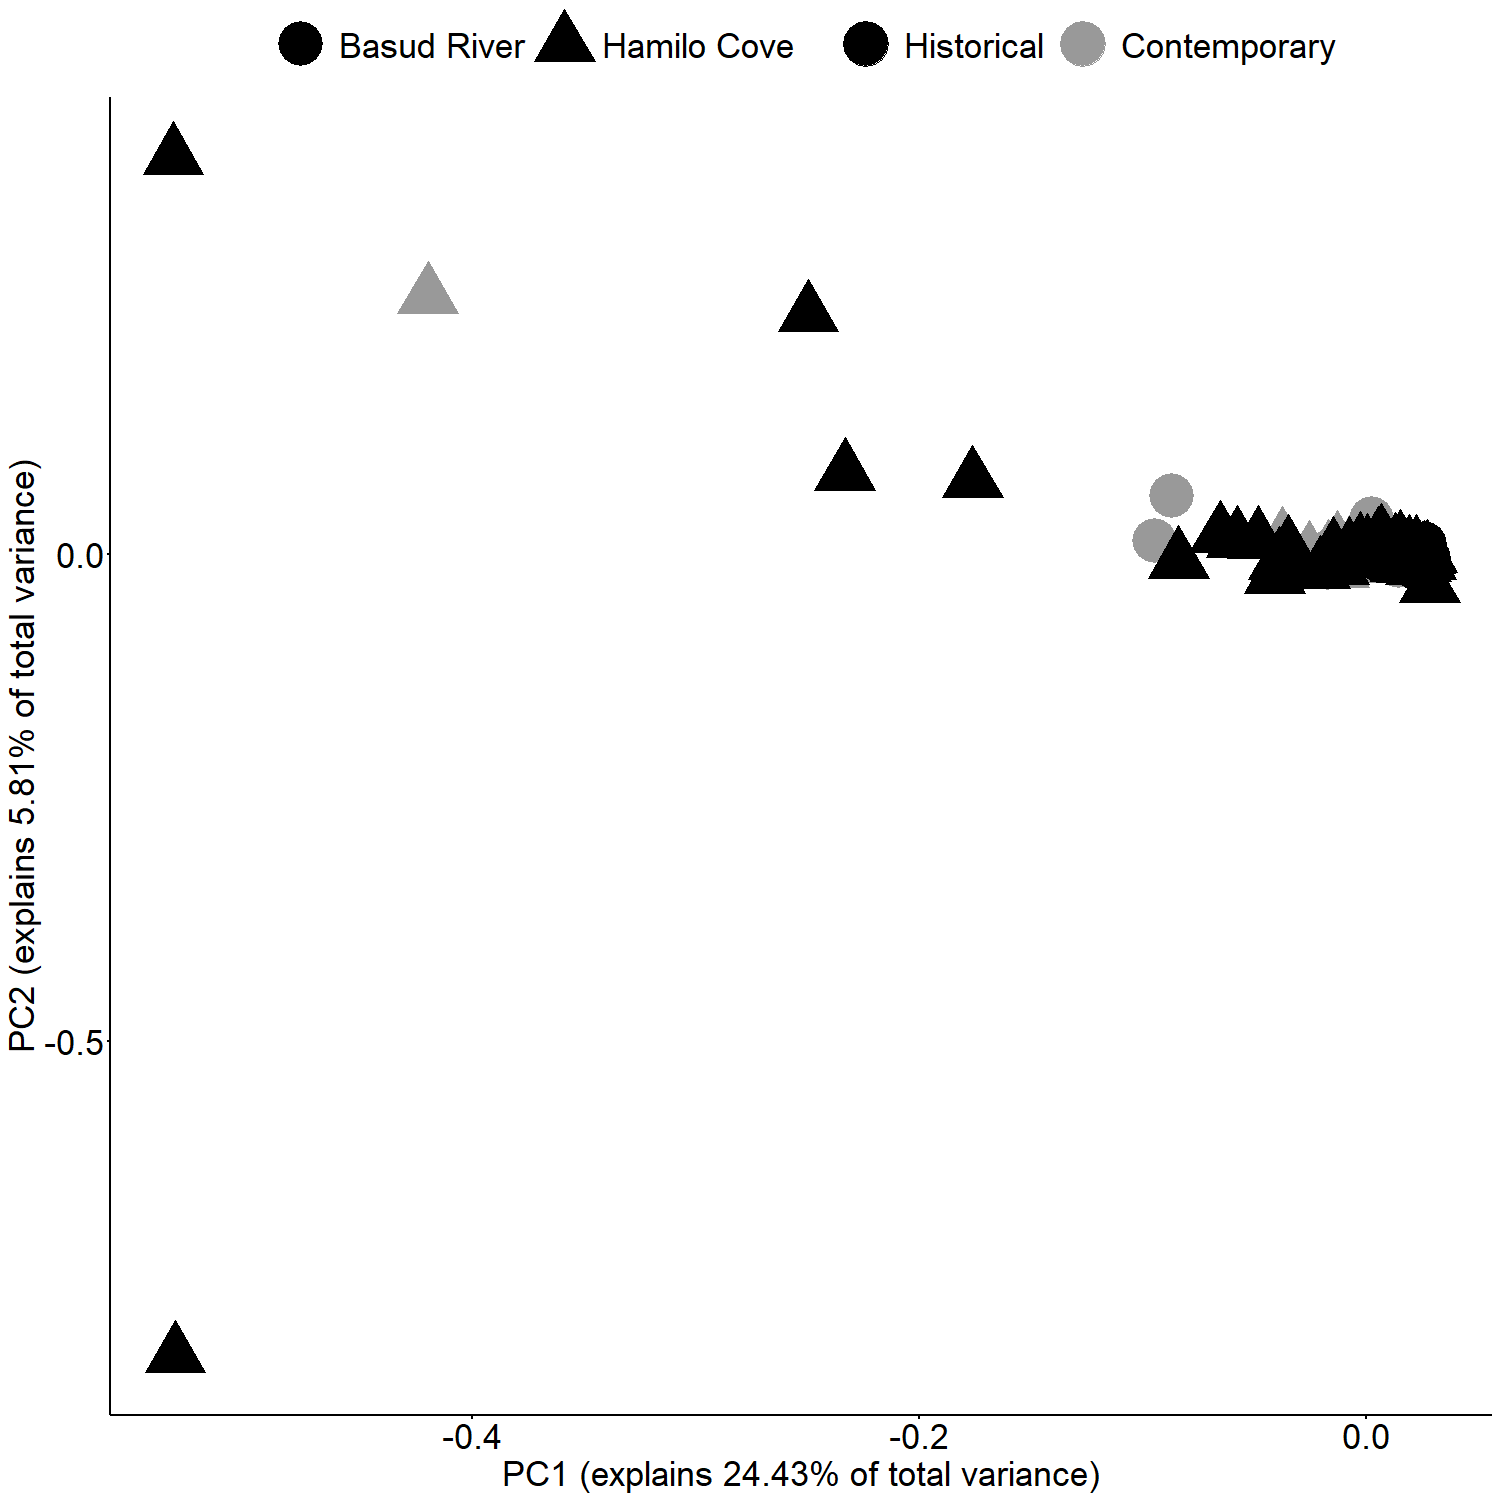 Basud River Hamilo Cove Historical Contemporary
PC2 (explains 5.81% of total variance)
0.0
-0.5
-0.4 -0.2 0.0
PC1 (explains 24.43% of total variance)